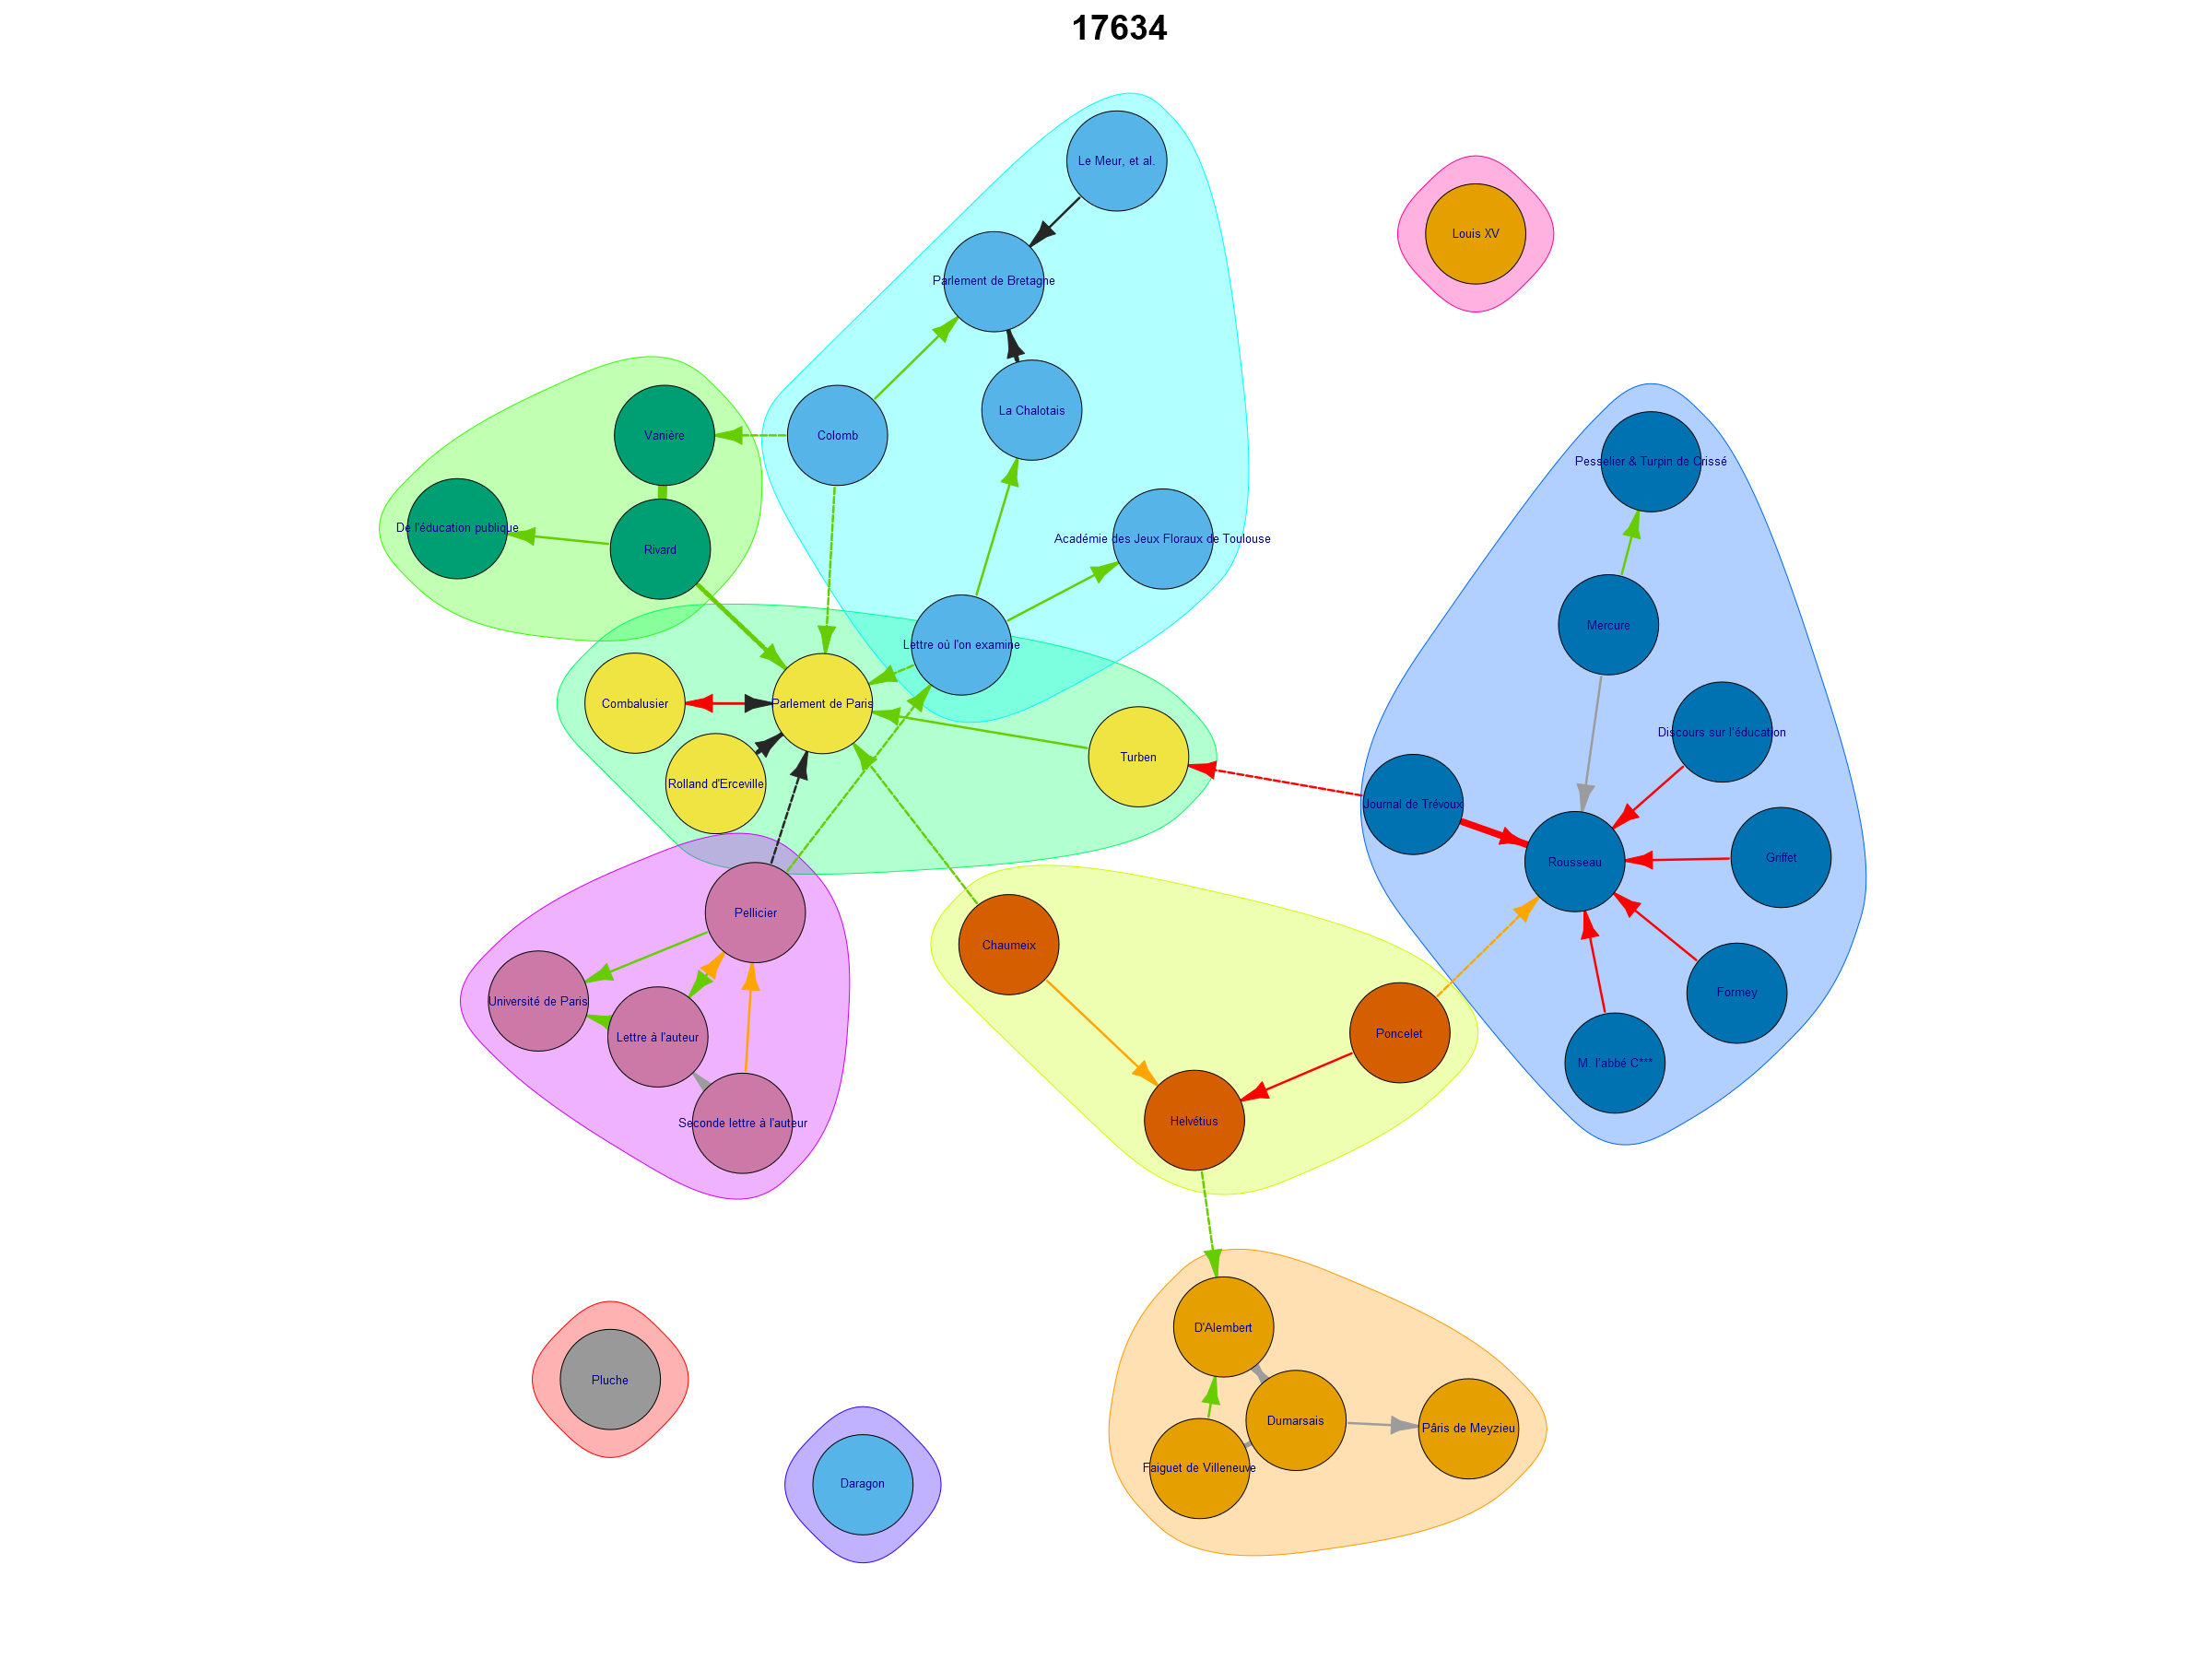 17634
Le Meur, et al.
Louis XV
Parlement de Bretagne
La Chalotais
Vanière
Colomb
Pesselier & Turpin de Crissé
De l'éducation publique
Académie des Jeux Floraux de Toulouse
Rivard
Mercure
Lettre où l'on examine
Combalusier
Parlement de Paris
Discours sur l'éducation
Turben
Rolland d'Erceville
Journal de Trévoux
Griffet
Rousseau
Pellicier
Chaumeix
Formey
Université de Paris
Poncelet
Lettre à l'auteur
M. l'abbé C***
Helvétius
Seconde lettre à l'auteur
D'Alembert
Pluche
Dumarsais
Pâris de Meyzieu
Faiguet de Villeneuve
Daragon